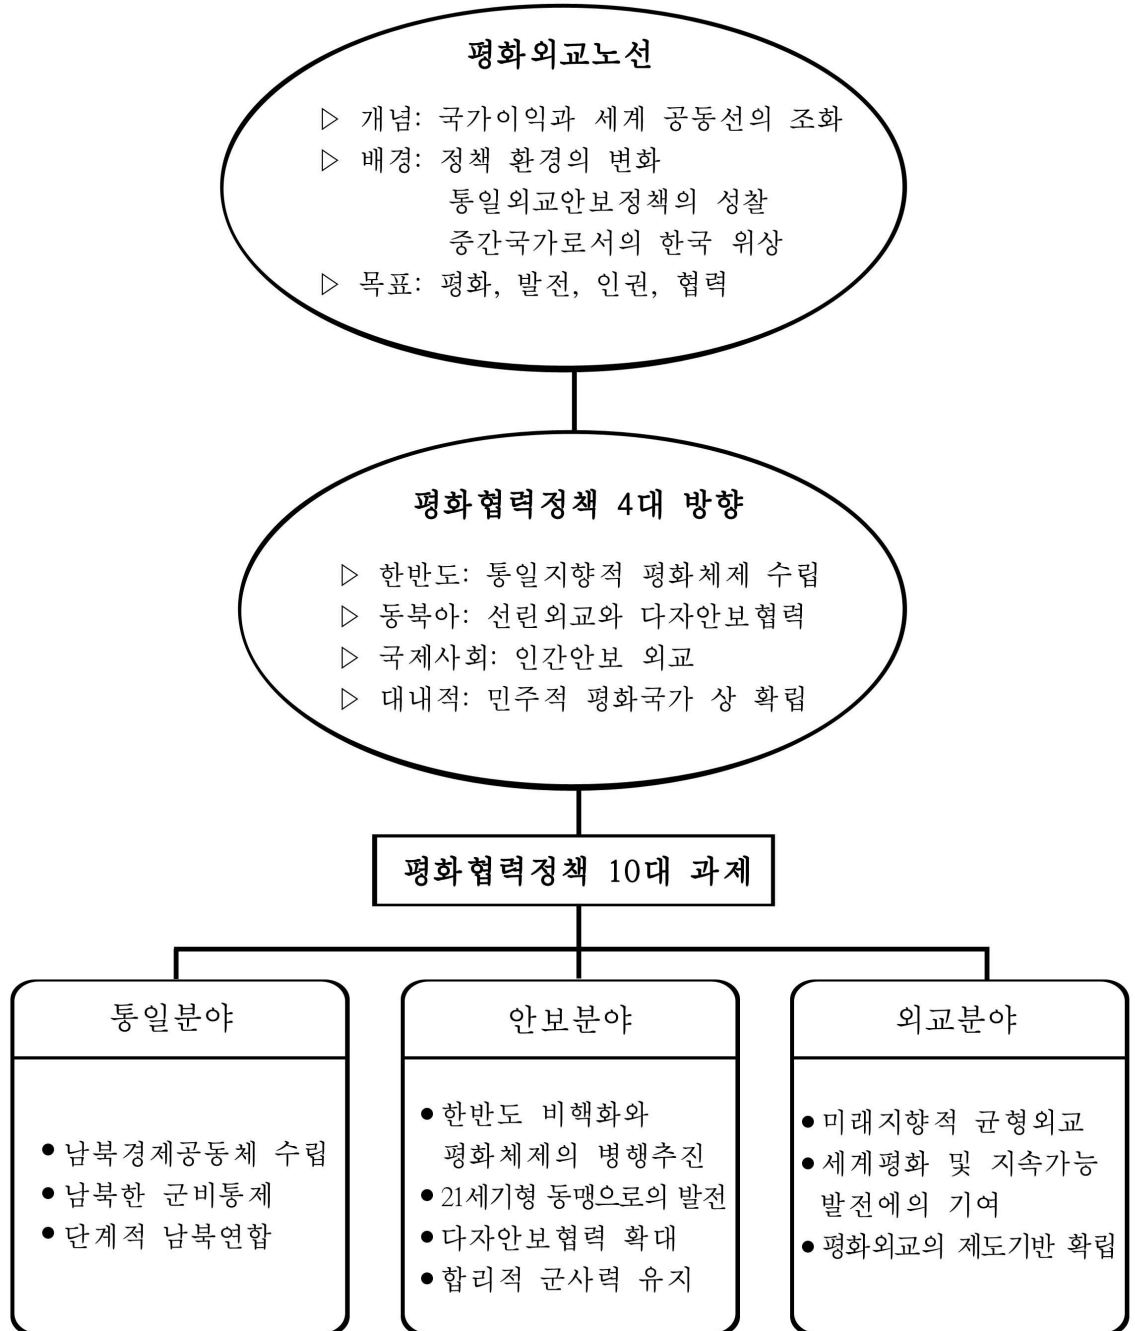 평화외교노선
▷ 개념: 국가이익과 세계 공동선의 조화
▷ 배경: 정책 환경의 변화
통일외교안보정책의 성찰
중간국가로서의 한국 위상
▷ 목표: 평화, 발전, 인권, 협력
평화협력정책 4대 방향
▷ 한반도: 통일지향적 평화체제 수립
▷ 동북아: 선린외교와 다자안보협력
▷ 국제사회: 인간안보 외교
▷ 대내적: 민주적 평화국가 상 확립
평화협력정책 10대 과제
통일분야
● 남북경제공동체 수립
● 남북한 군비통제
● 단계적 남북연합
안보분야
● 한반도 비핵화와
평화체제의 병행추진
● 21세기형 동맹으로의 발전
● 다자안보협력 확대
● 합리적 군사력 유지
외교분야
● 미래지향적 균형외교
● 세계평화 및 지속가능
발전에의 기여
● 평화외교의 제도기반 확립